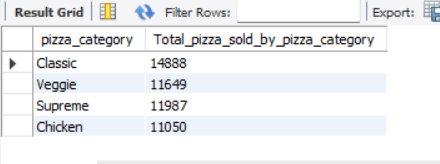 Result Grid Filter Rows: Export:
pizza_category Total_pizza_sold_by_pizza_category
Classic 14888
Veggie 11649
Supreme 11987
Chicken 11050